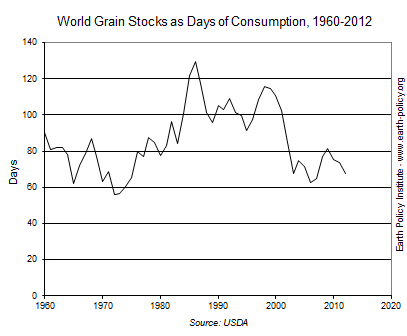 World Grain Stocks as Days of Consumption, 1960-2012
140
120
100
80
60
40
20
0
Days
1960 1970 1980 1990 2000 2010 2020
Source: USDA
Earth Policy Institute - www.earth-policy.org